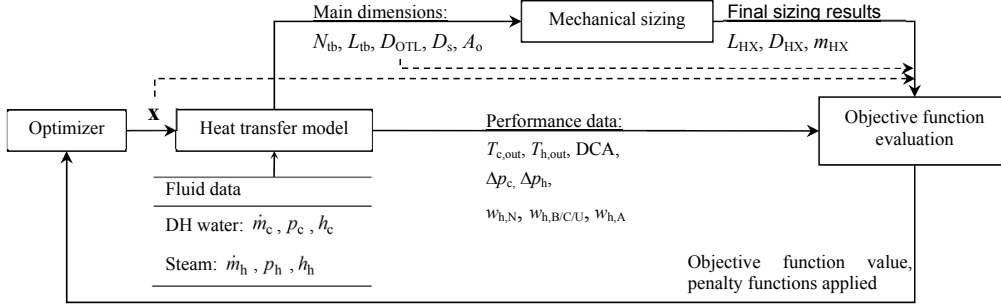 Main dimensions:
N_tb, L_tb, D_OTL, D_s, A_o
Mechanical sizing
Final sizing results
L_HX, D_HX, m_HX
x
Optimizer
Heat transfer model
Performance data:
T_c,out, T_h,out, DCA,
Δp_c, Δp_h,
w_h,N, w_h,B/C/U, w_h,A
Objective function
evaluation
Fluid data
DH water: ṁ_c , p_c , h_c
Steam: ṁ_h , p_h , h_h
Objective function value,
penalty functions applied